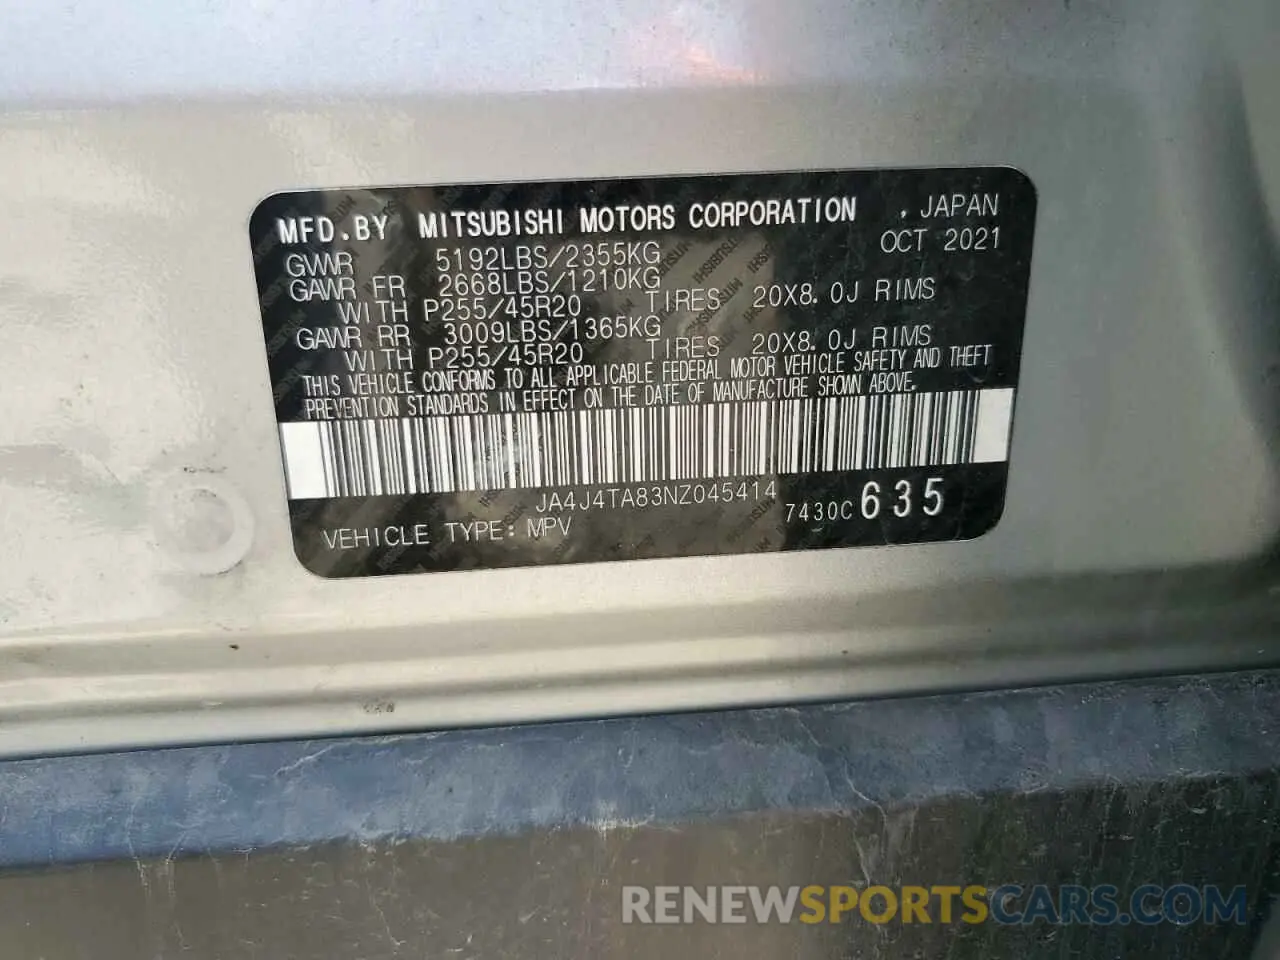 MFD.BY MITSUBISHI MOTORS CORPORATION , JAPAN
OCT 2021
GVWR 5192LBS/2355KG
GAWR FR 2668LBS/1210KG
WITH P255/45R20 TIRES 20X8.0J RIMS
GAWR RR 3009LBS/1365KG
WITH P255/45R20 TIRES 20X8.0J RIMS
THIS VEHICLE CONFORMS TO ALL APPLICABLE FEDERAL MOTOR VEHICLE SAFETY AND THEFT
PREVENTION STANDARDS IN EFFECT ON THE DATE OF MANUFACTURE SHOWN ABOVE.
JA4J4TA83NZ045414
7430C 635
VEHICLE TYPE: MPV
RENEWSPORTSCARS.COM